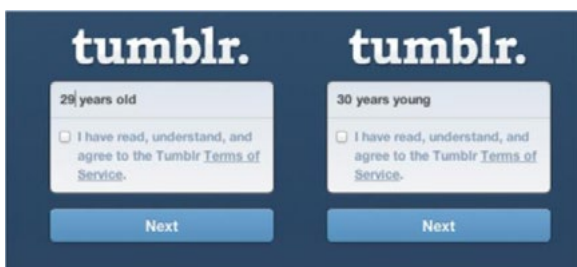 tumblr.
29 years old
I have read, understand, and
agree to the Tumblr Terms of
Service.
Next
tumblr.
30 years young
I have read, understand, and
agree to the Tumblr Terms of
Service.
Next